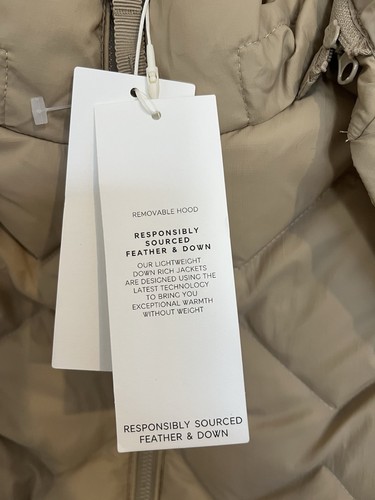 REMOVABLE HOOD
RESPONSIBLY
SOURCED
FEATHER & DOWN
OUR LIGHTWEIGHT
DOWN RICH JACKETS
ARE DESIGNED USING THE
LATEST TECHNOLOGY
TO BRING YOU
EXCEPTIONAL WARMTH
WITHOUT WEIGHT
RESPONSIBLY SOURCED
FEATHER & DOWN